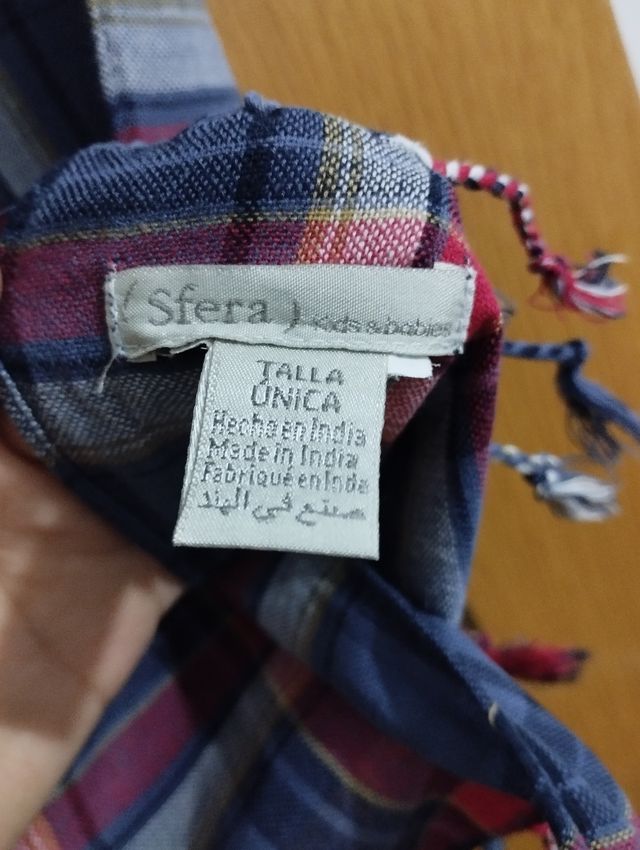 ( Sfera ) kids&babies
TALLA
ÚNICA
Hecho en India
Made in India
Fabriqué en Inde
صنع في الهند